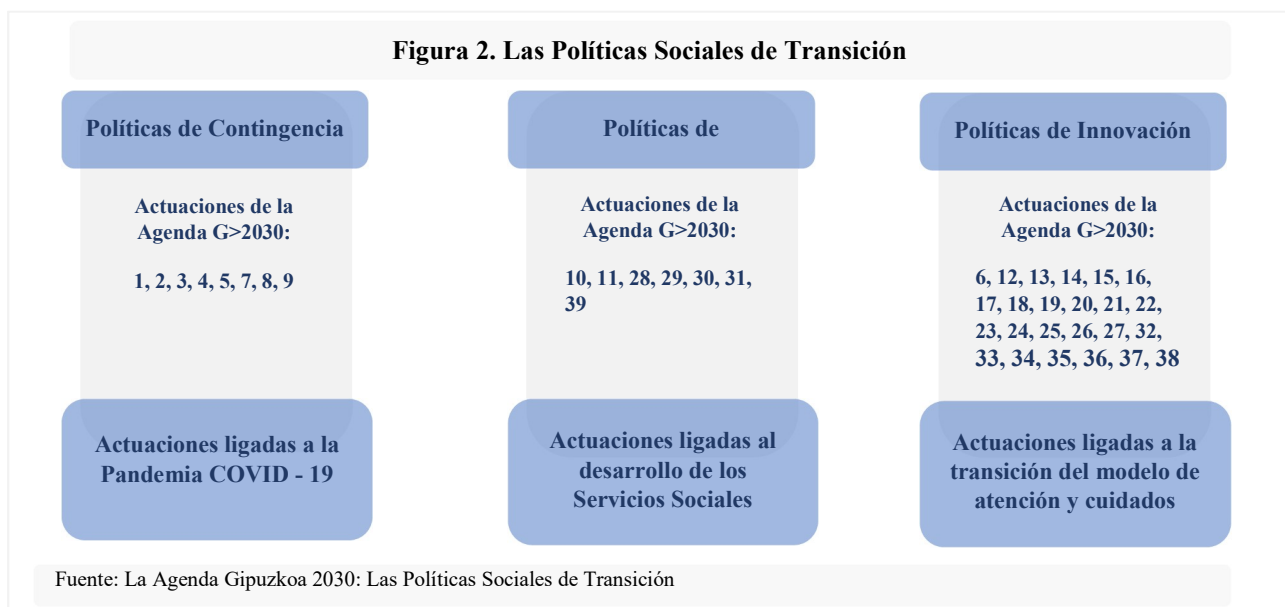 Figura 2. Las Políticas Sociales de Transición
Políticas de Contingencia
Actuaciones de la
Agenda G>2030:
1, 2, 3, 4, 5, 7, 8, 9
Actuaciones ligadas a la
Pandemia COVID - 19
Políticas de
Actuaciones de la
Agenda G>2030:
10, 11, 28, 29, 30, 31,
39
Actuaciones ligadas al
desarrollo de los
Servicios Sociales
Políticas de Innovación
Actuaciones de la
Agenda G>2030:
6, 12, 13, 14, 15, 16,
17, 18, 19, 20, 21, 22,
23, 24, 25, 26, 27, 32,
33, 34, 35, 36, 37, 38
Actuaciones ligadas a la
transición del modelo de
atención y cuidados
Fuente: La Agenda Gipuzkoa 2030: Las Políticas Sociales de Transición